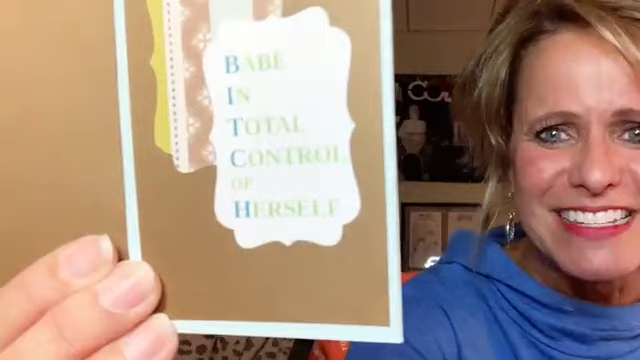 BABE
IN
TOTAL
CONTROL
OF
HERSELF